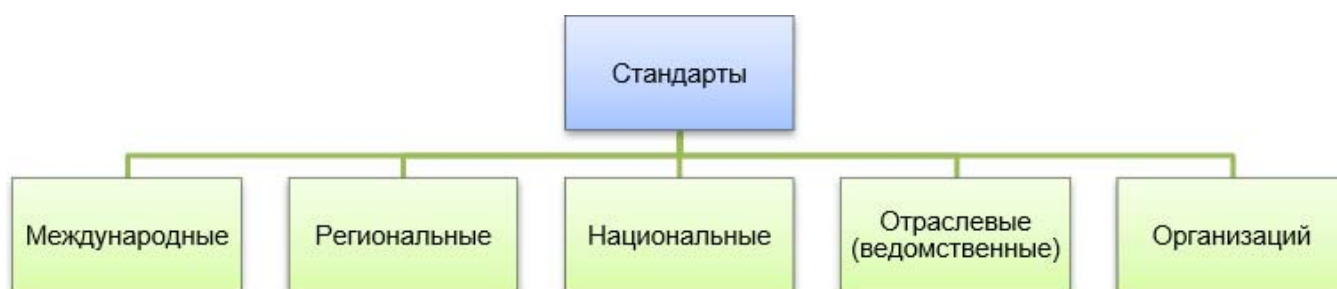 Стандарты
Международные
Региональные
Национальные
Отраслевые
(ведомственные)
Организаций